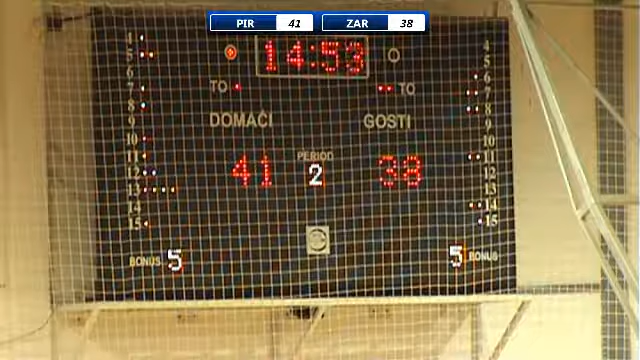 PIR 41 ZAR 38
14:53
TO TO
DOMAĆI GOSTI
PERIOD
41 2 38
4 4
5 5
6 6
7 7
8 8
9 9
10 10
11 11
12 12
13 13
14 14
15 15
BONUS 5 5 BONUS